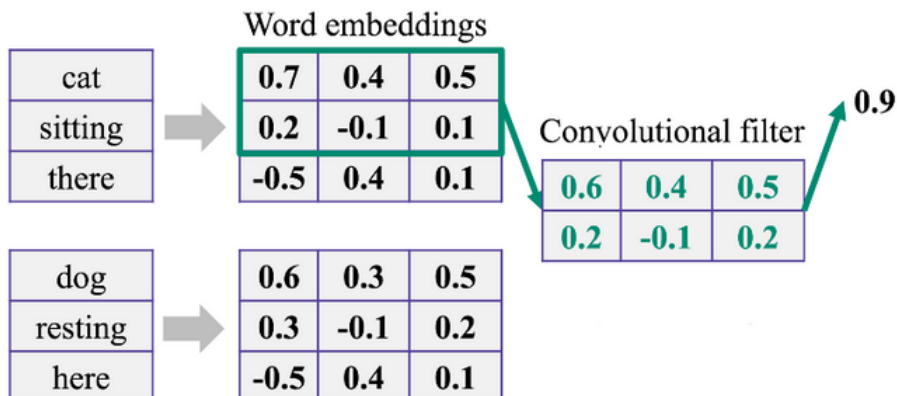 Word embeddings
cat 0.7 0.4 0.5
sitting 0.2 -0.1 0.1
there -0.5 0.4 0.1
Convolutional filter
0.6 0.4 0.5
0.2 -0.1 0.2
0.9
dog 0.6 0.3 0.5
resting 0.3 -0.1 0.2
here -0.5 0.4 0.1